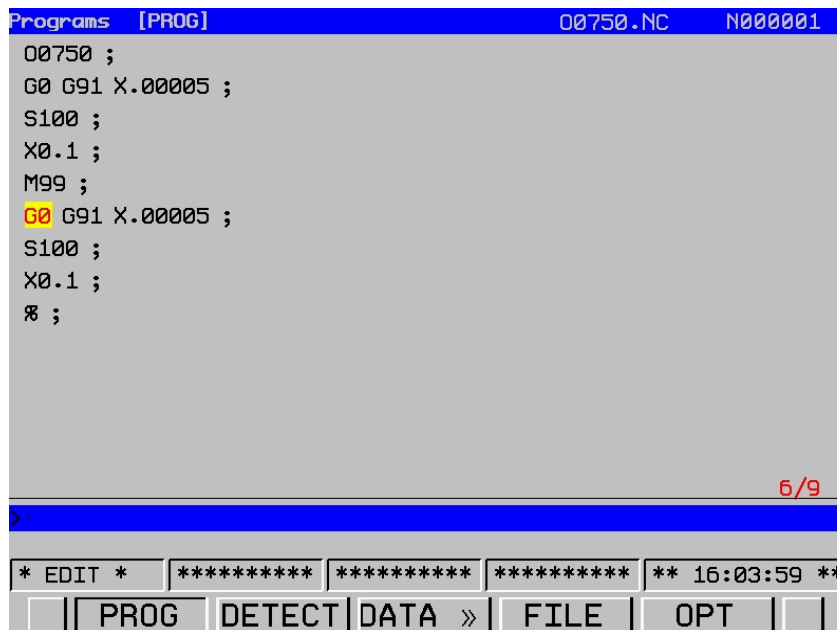 Programs [PROG] O0750.NC N000001
O0750 ;
G0 G91 X.00005 ;
S100 ;
X0.1 ;
M99 ;
G0 G91 X.00005 ;
S100 ;
X0.1 ;
% ;
6/9
>
* EDIT * ********** ********** ********** ** 16:03:59 **
PROG DETECT DATA » FILE OPT